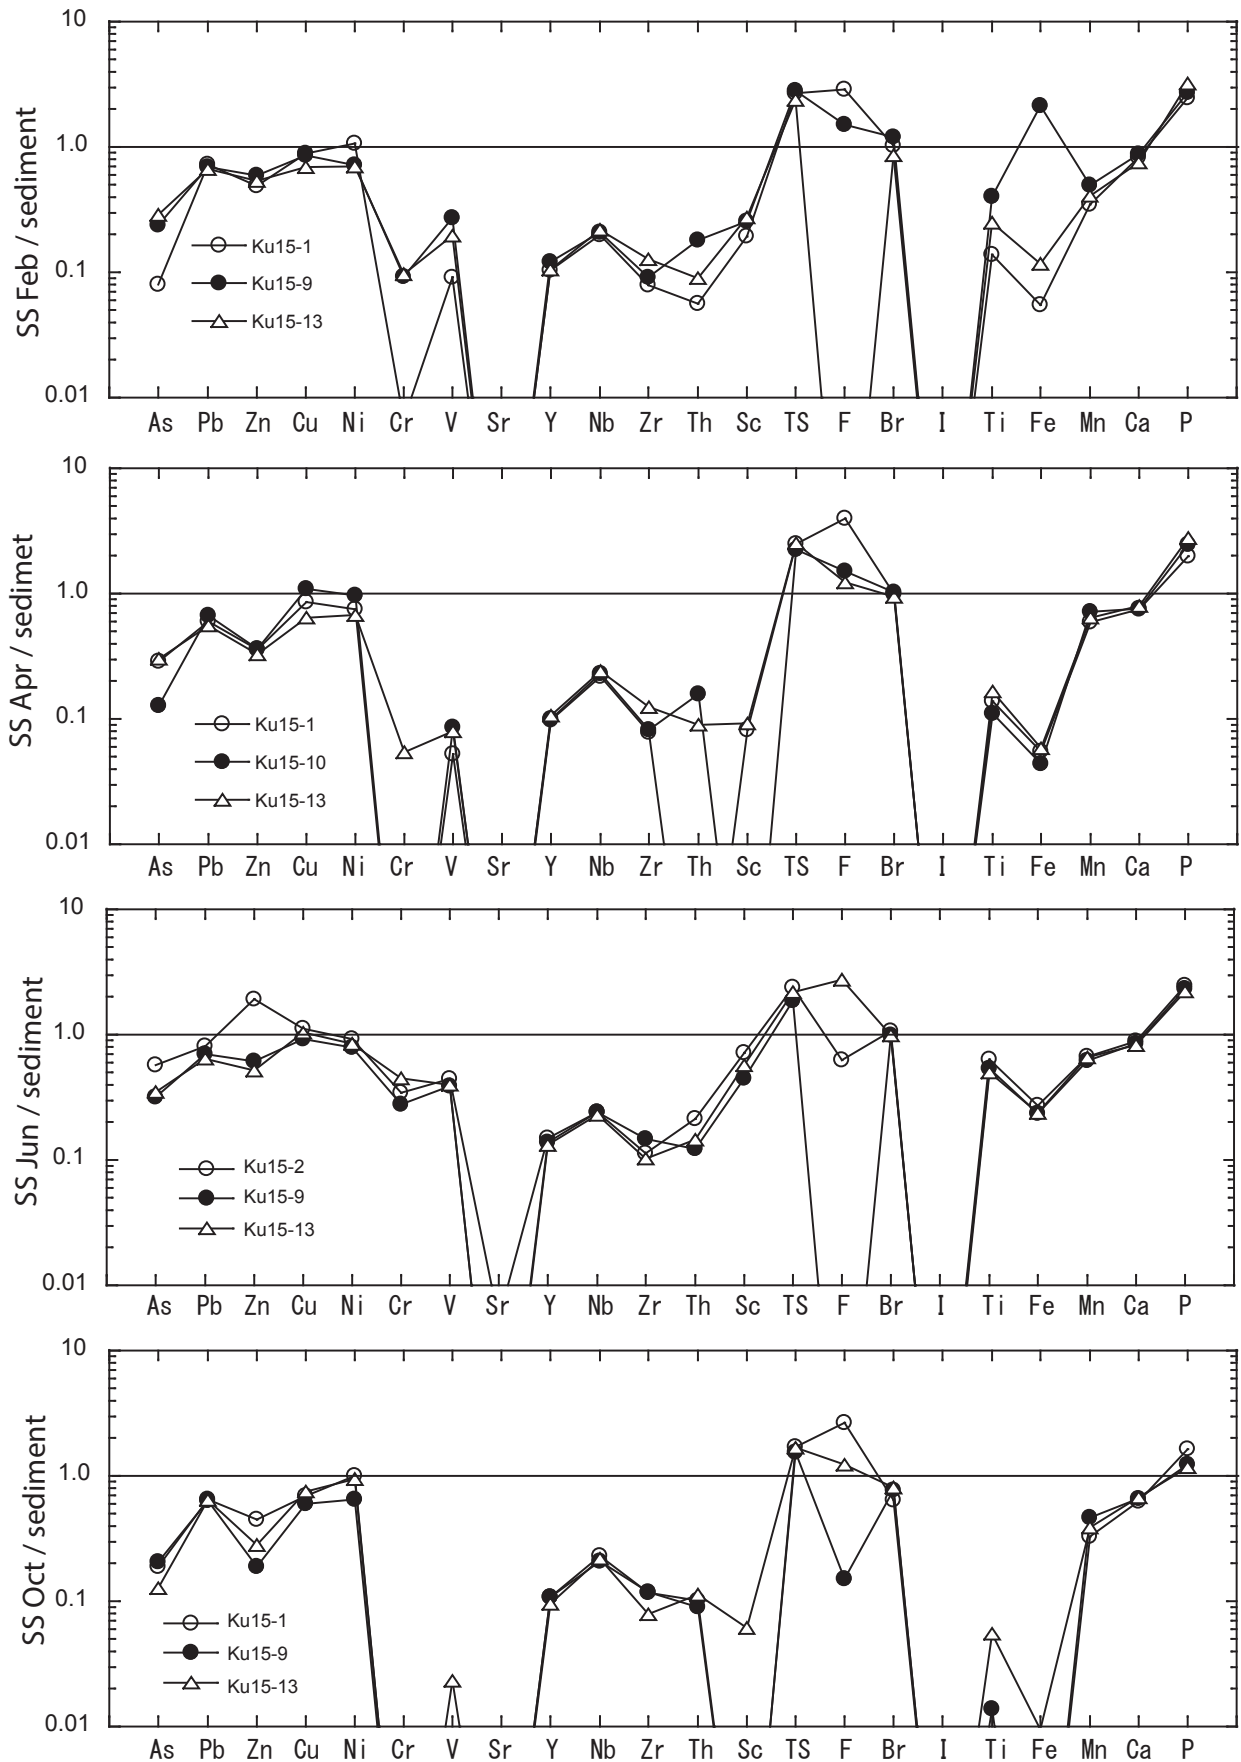 10
1.0
0.1
0.01
SS Feb / sediment
Ku15-1
Ku15-9
Ku15-13
As Pb Zn Cu Ni Cr V Sr Y Nb Zr Th Sc TS F Br I Ti Fe Mn Ca P
10
1.0
0.1
0.01
SS Apr / sedimet
Ku15-1
Ku15-10
Ku15-13
As Pb Zn Cu Ni Cr V Sr Y Nb Zr Th Sc TS F Br I Ti Fe Mn Ca P
10
1.0
0.1
0.01
SS Jun / sediment
Ku15-2
Ku15-9
Ku15-13
As Pb Zn Cu Ni Cr V Sr Y Nb Zr Th Sc TS F Br I Ti Fe Mn Ca P
10
1.0
0.1
0.01
SS Oct / sediment
Ku15-1
Ku15-9
Ku15-13
As Pb Zn Cu Ni Cr V Sr Y Nb Zr Th Sc TS F Br I Ti Fe Mn Ca P